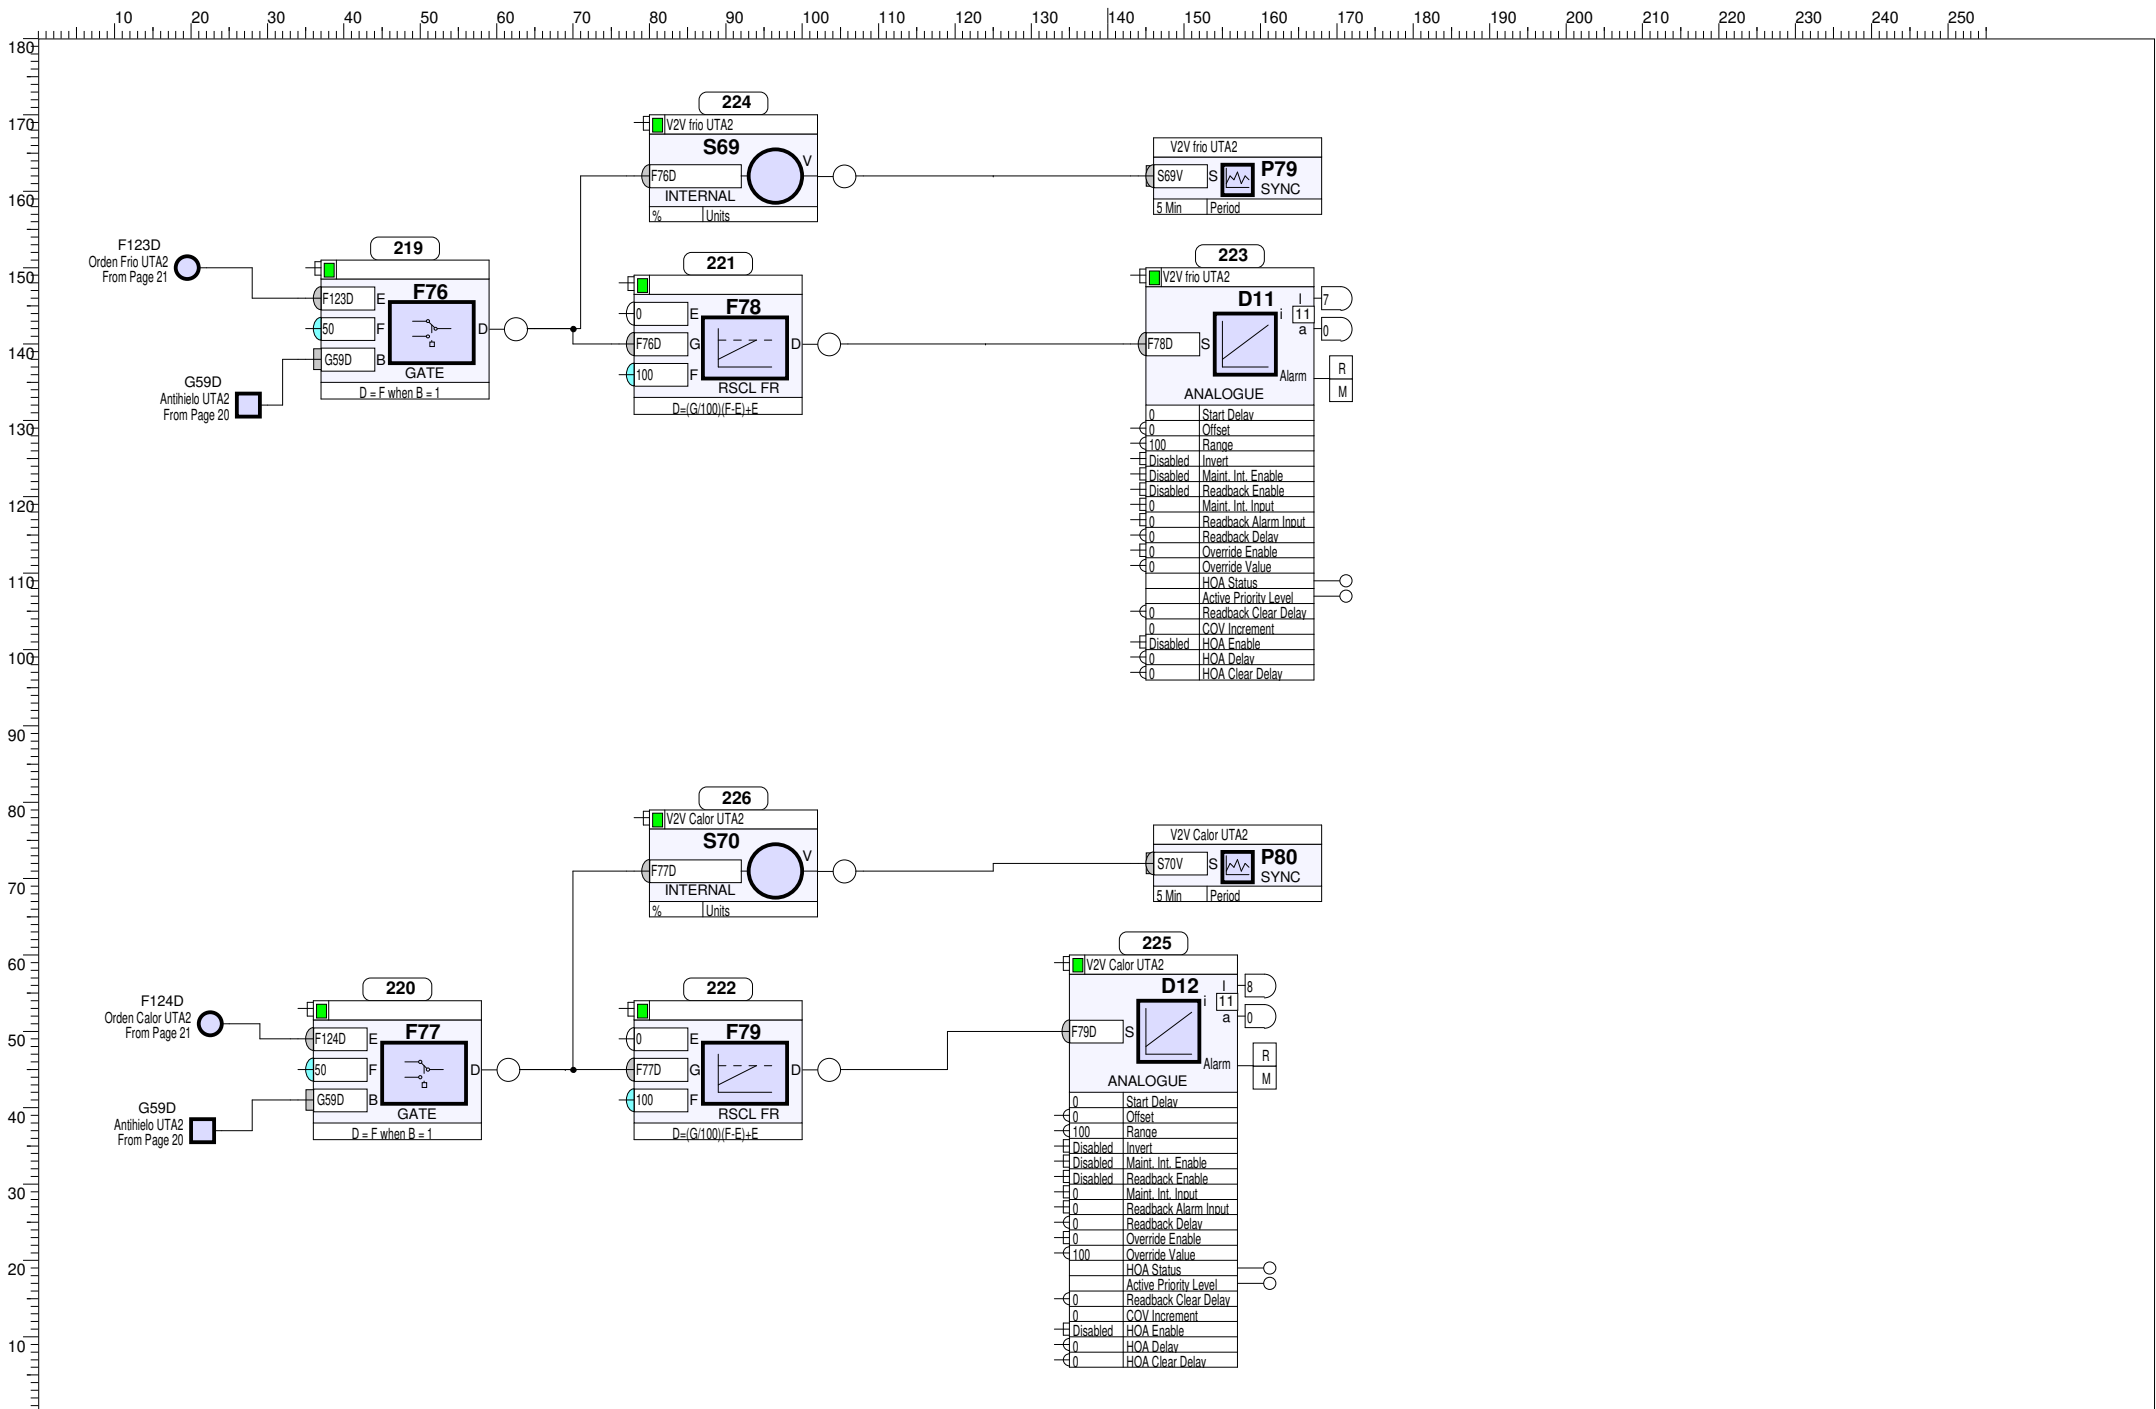 10 20 30 40 50 60 70 80 90 100 110 120 130 140 150 160 170 180 190 200 210 220 230 240 250
180
170
160
150
140
130
120
110
100
90
80
70
60
50
40
30
20
10
224
V2V frio UTA2
S69
V
F76D
INTERNAL
% Units
V2V frio UTA2
S69V S P79
SYNC
5 Min Period
F123D
Orden Frio UTA2
From Page 21
G59D
Antihielo UTA2
From Page 20
219
F76
F123D E
50 F D
G59D B
GATE
D = F when B = 1
221
F78
0 E
F76D G D
100 F
RSCL FR
D=(G/100)(F-E)+E
223
V2V frio UTA2
D11 I 7
i 11
a 0
F78D S
Alarm R
M
ANALOGUE
0 Start Delay
0 Offset
100 Range
Disabled Invert
Disabled Maint. Int. Enable
Disabled Readback Enable
0 Maint. Int. Input
0 Readback Alarm Input
0 Readback Delay
0 Override Enable
0 Override Value
HOA Status
Active Priority Level
0 Readback Clear Delay
0 COV Increment
Disabled HOA Enable
0 HOA Delay
0 HOA Clear Delay
226
V2V Calor UTA2
S70
V
F77D
INTERNAL
% Units
V2V Calor UTA2
S70V S P80
SYNC
5 Min Period
F124D
Orden Calor UTA2
From Page 21
G59D
Antihielo UTA2
From Page 20
220
F77
F124D E
50 F D
G59D B
GATE
D = F when B = 1
222
F79
0 E
F77D G D
100 F
RSCL FR
D=(G/100)(F-E)+E
225
V2V Calor UTA2
D12 I 8
i 11
a 0
F79D S
Alarm R
M
ANALOGUE
0 Start Delay
0 Offset
100 Range
Disabled Invert
Disabled Maint. Int. Enable
Disabled Readback Enable
0 Maint. Int. Input
0 Readback Alarm Input
0 Readback Delay
0 Override Enable
100 Override Value
HOA Status
Active Priority Level
0 Readback Clear Delay
0 COV Increment
Disabled HOA Enable
0 HOA Delay
0 HOA Clear Delay